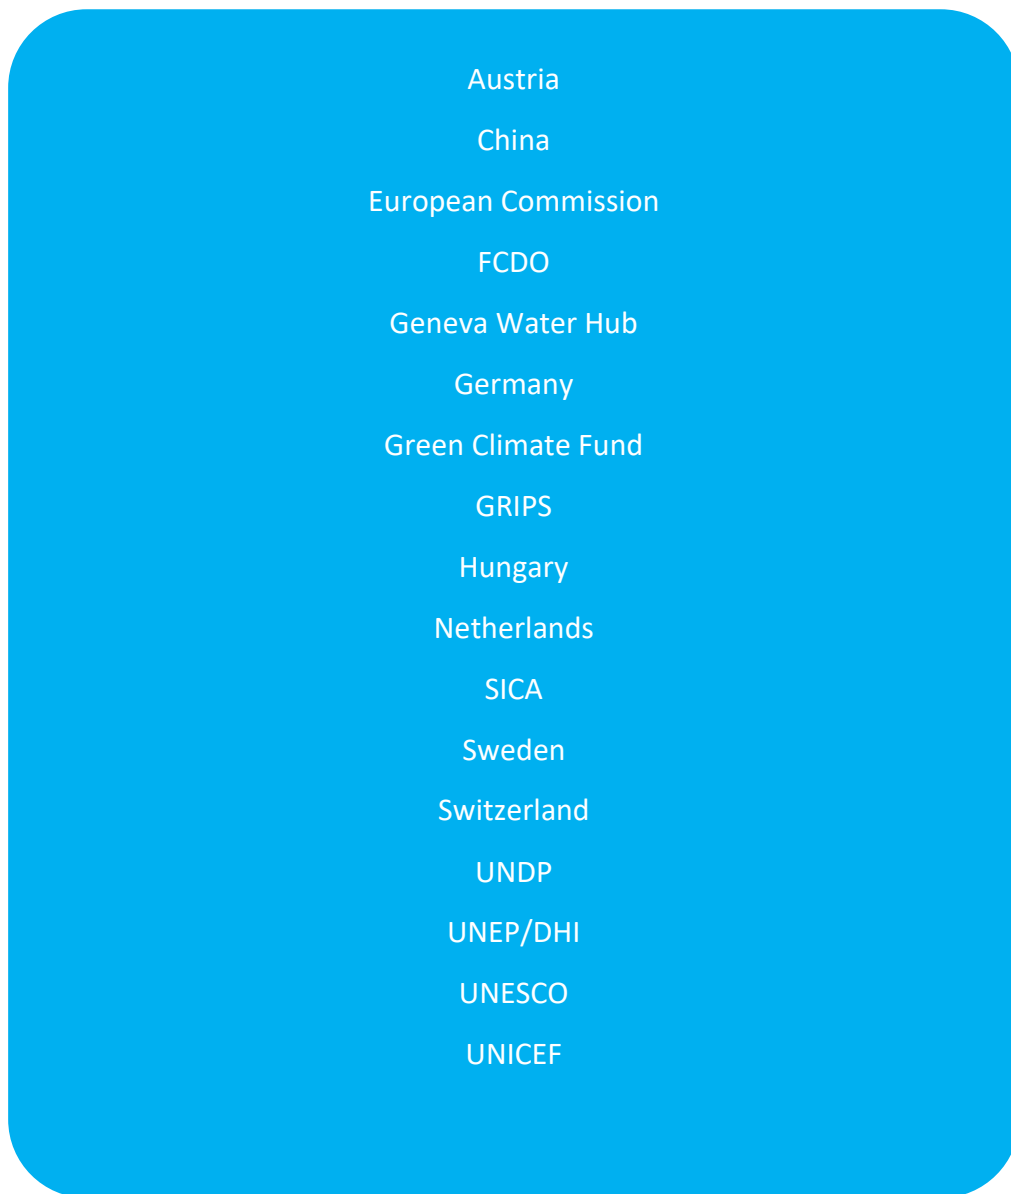 Austria
China
European Commission
FCDO
Geneva Water Hub
Germany
Green Climate Fund
GRIPS
Hungary
Netherlands
SICA
Sweden
Switzerland
UNDP
UNEP/DHI
UNESCO
UNICEF